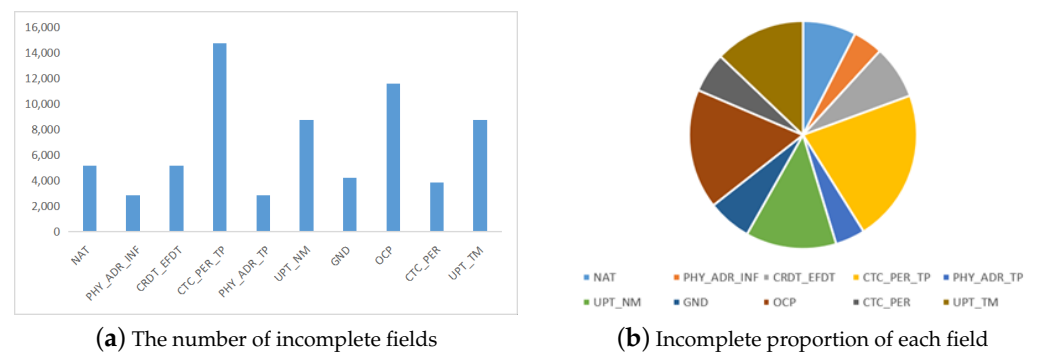 16,000
14,000
12,000
10,000
8,000
6,000
4,000
2,000
0
NAT
PHY_ADR_INF
CRDT_EFDT
CTC_PER_TP
PHY_ADR_TP
UPT_NM
GND
OCP
CTC_PER
UPT_TM
(a) The number of incomplete fields
NAT PHY_ADR_INF CRDT_EFDT CTC_PER_TP PHY_ADR_TP
UPT_NM GND OCP CTC_PER UPT_TM
(b) Incomplete proportion of each field